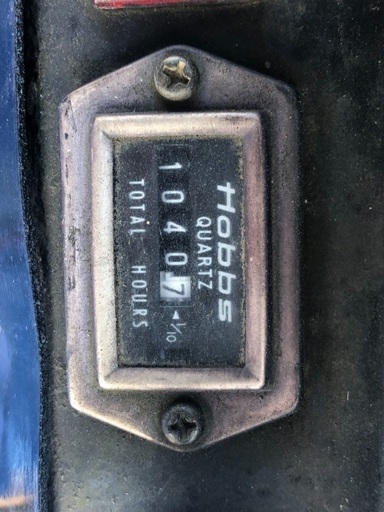 Hobbs
QUARTZ
10407 ◄1/10
TOTAL HOURS